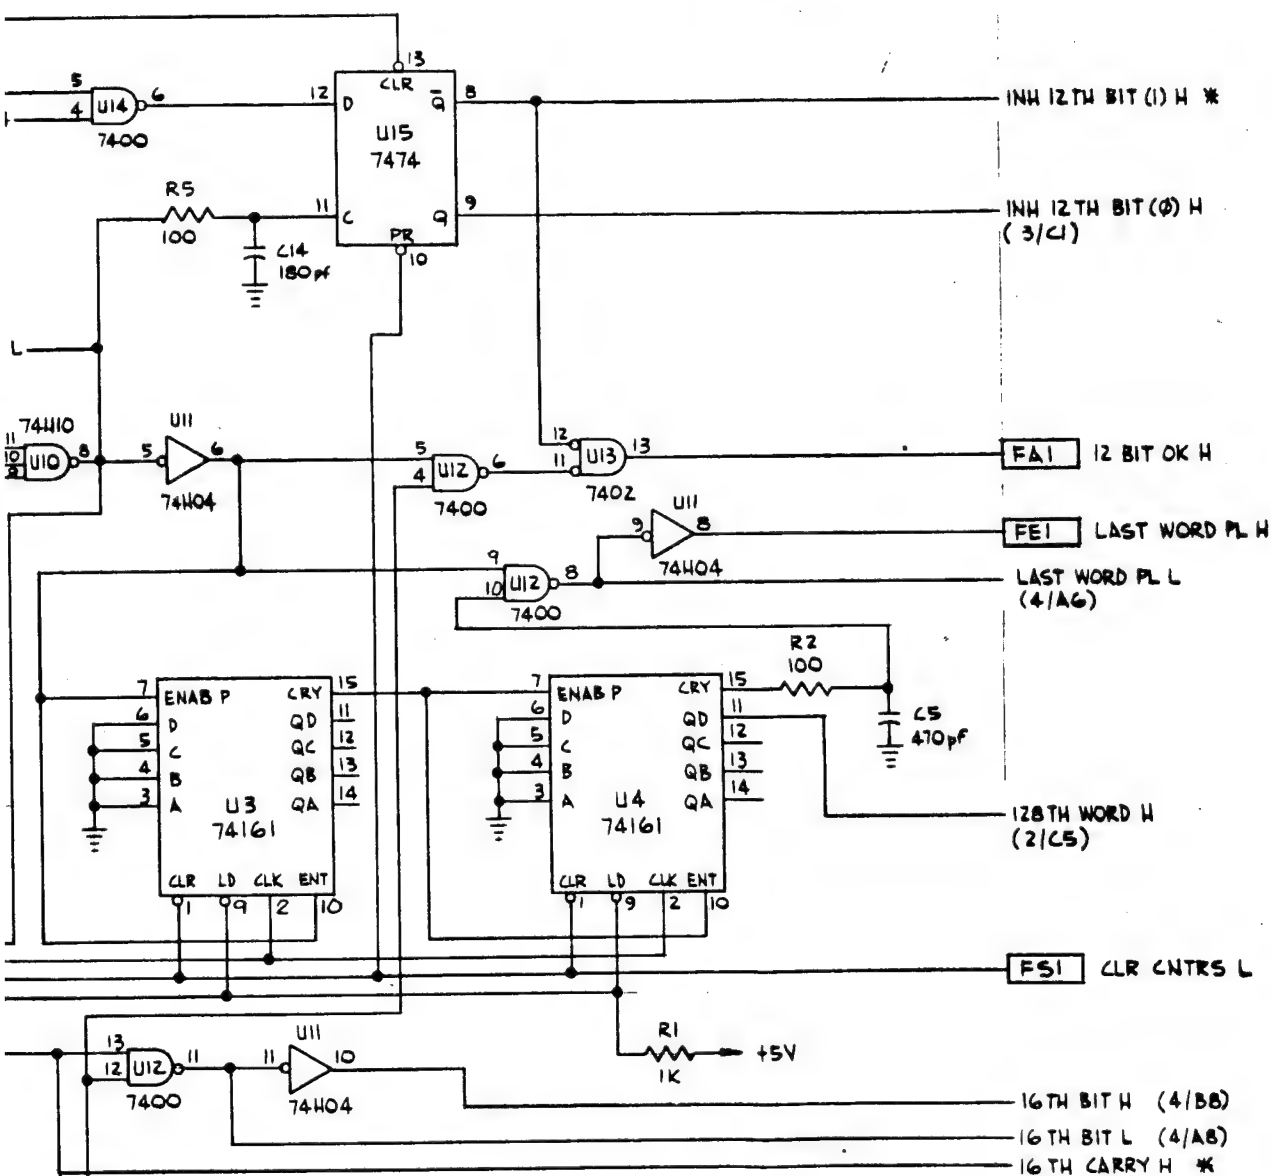 13
CLR
5
4
U14
6
7400
12
D
Q
8
INH 12TH BIT (1) H *
U15
7474
R5
100
11
C
Q
9
INH 12TH BIT (0) H
(3/C1)
PR
10
C14
180pf
L
74H10
11
10
9
U10
8
U11
5
6
74H04
5
4
U12
6
7400
12
11
U13
13
7402
FA1 12 BIT OK H
U11
9
8
74H04
FE1 LAST WORD PL H
9
10
U12
8
7400
LAST WORD PL L
(4/A6)
R2
100
7
ENAB P
CRY
15
6
D
QD
11
5
C
QC
12
4
B
QB
13
3
A
QA
14
U3
74161
CLR
LD
CLK
ENT
1
9
2
10
7
ENAB P
CRY
15
6
D
QD
11
5
C
QC
12
4
B
QB
13
3
A
QA
14
U4
74161
CLR
LD
CLK
ENT
1
9
2
10
C5
470pf
128TH WORD H
(2/C5)
FS1 CLR CNTRS L
R1
1K
+5V
13
12
U12
11
7400
U11
11
10
74H04
16TH BIT H (4/B8)
16TH BIT L (4/A8)
16TH CARRY H *